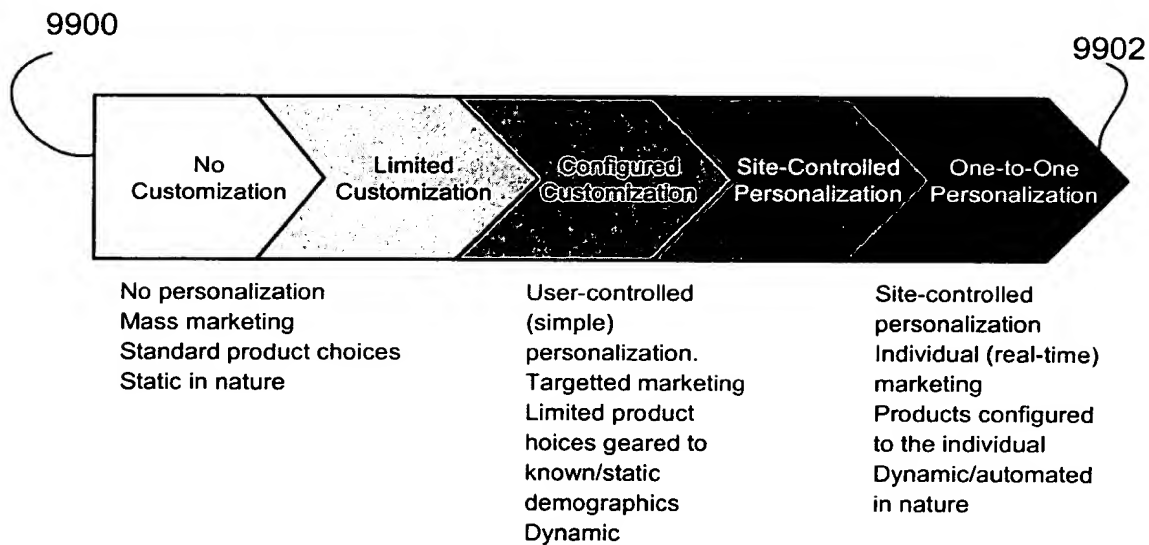 9900
9902
No
Customization
Limited
Customization
Configured
Customization
Site-Controlled
Personalization
One-to-One
Personalization
No personalization
Mass marketing
Standard product choices
Static in nature
User-controlled
(simple)
personalization.
Targetted marketing
Limited product
hoices geared to
known/static
demographics
Dynamic
Site-controlled
personalization
Individual (real-time)
marketing
Products configured
to the individual
Dynamic/automated
in nature